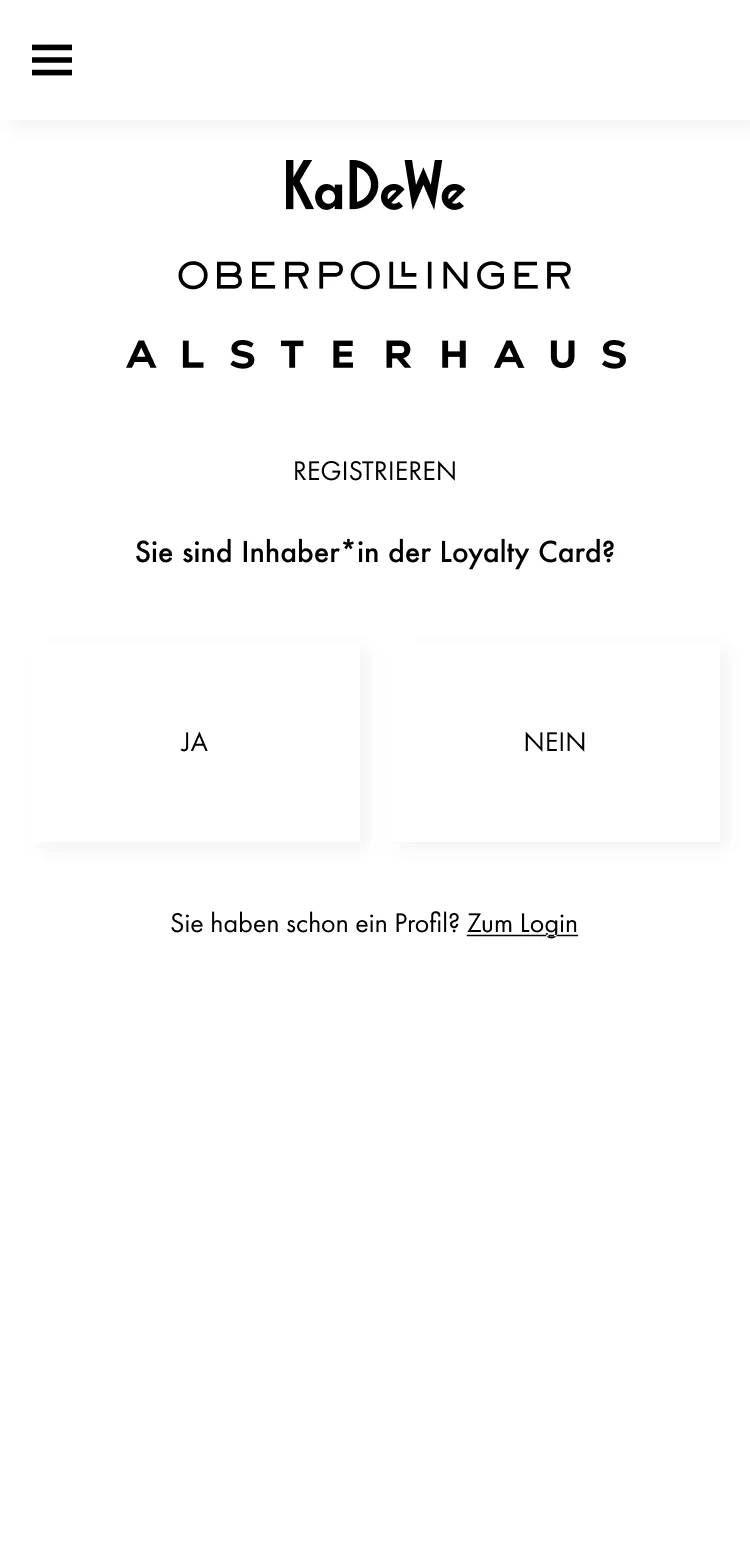 KaDeWe
OBERPOLLINGER
ALSTERHAUS
REGISTRIEREN
Sie sind Inhaber*in der Loyalty Card?
JA
NEIN
Sie haben schon ein Profil? Zum Login